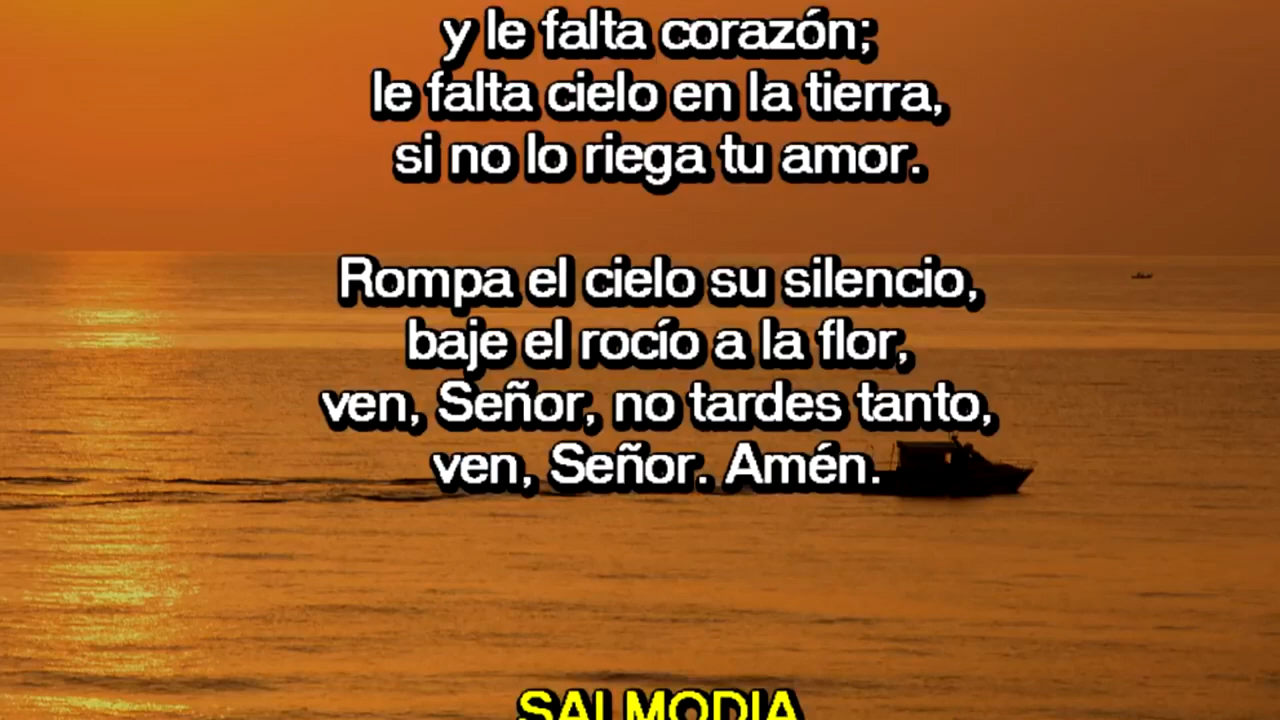 y le falta corazón;
le falta cielo en la tierra,
si no lo riega tu amor.
Rompa el cielo su silencio,
baje el rocío a la flor,
ven, Señor, no tardes tanto,
ven, Señor. Amén.
SALMODIA